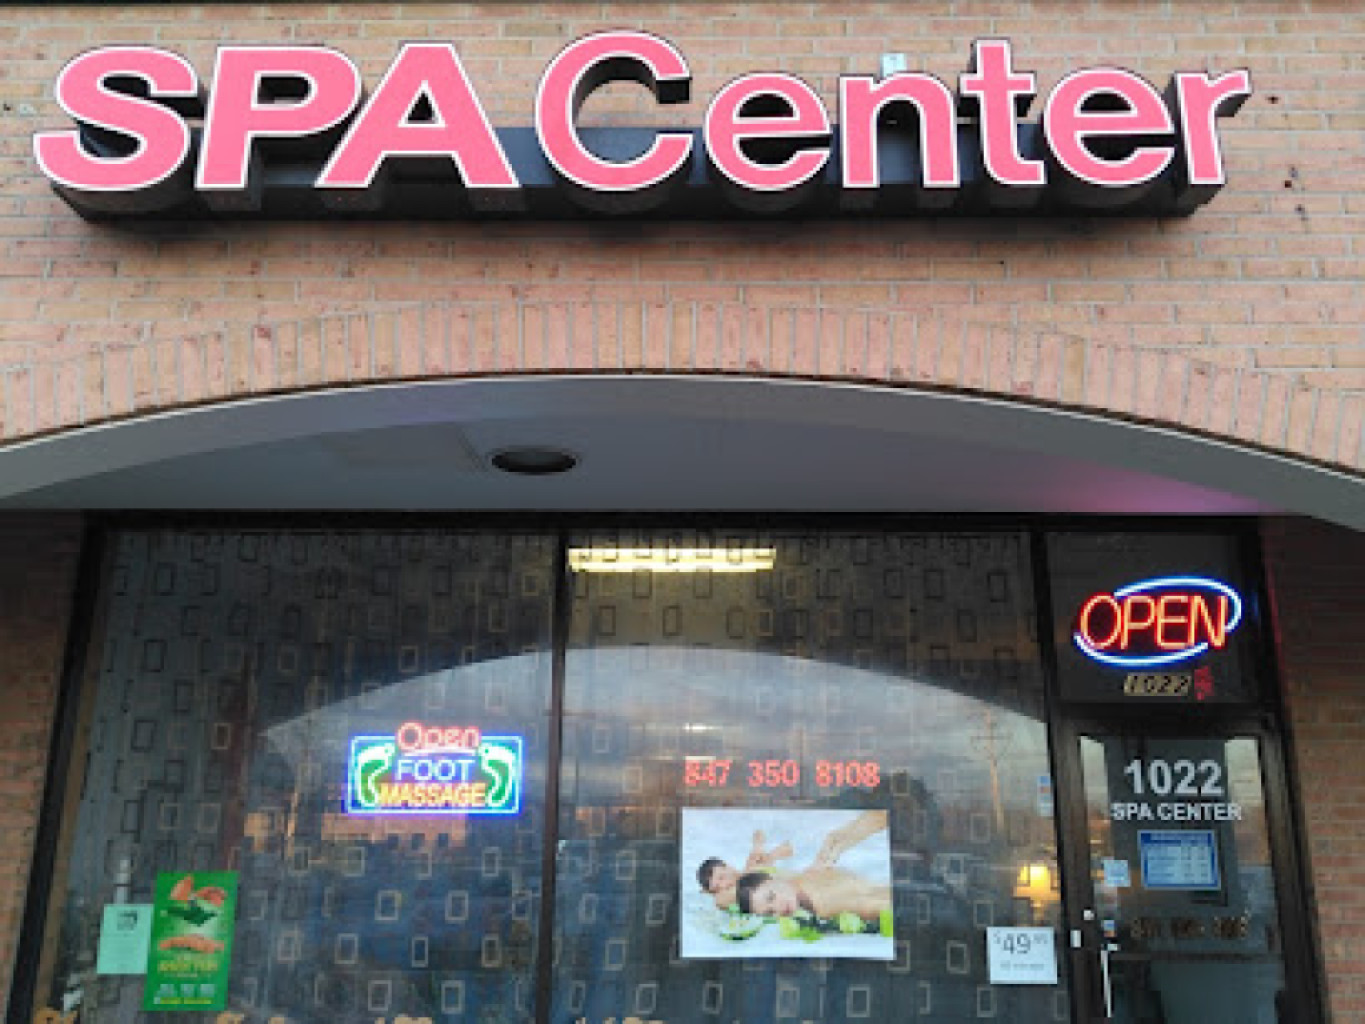 SPA Center
OPEN
1022
Open
FOOT
MASSAGE
847 350 8108
1022
SPA CENTER
$49